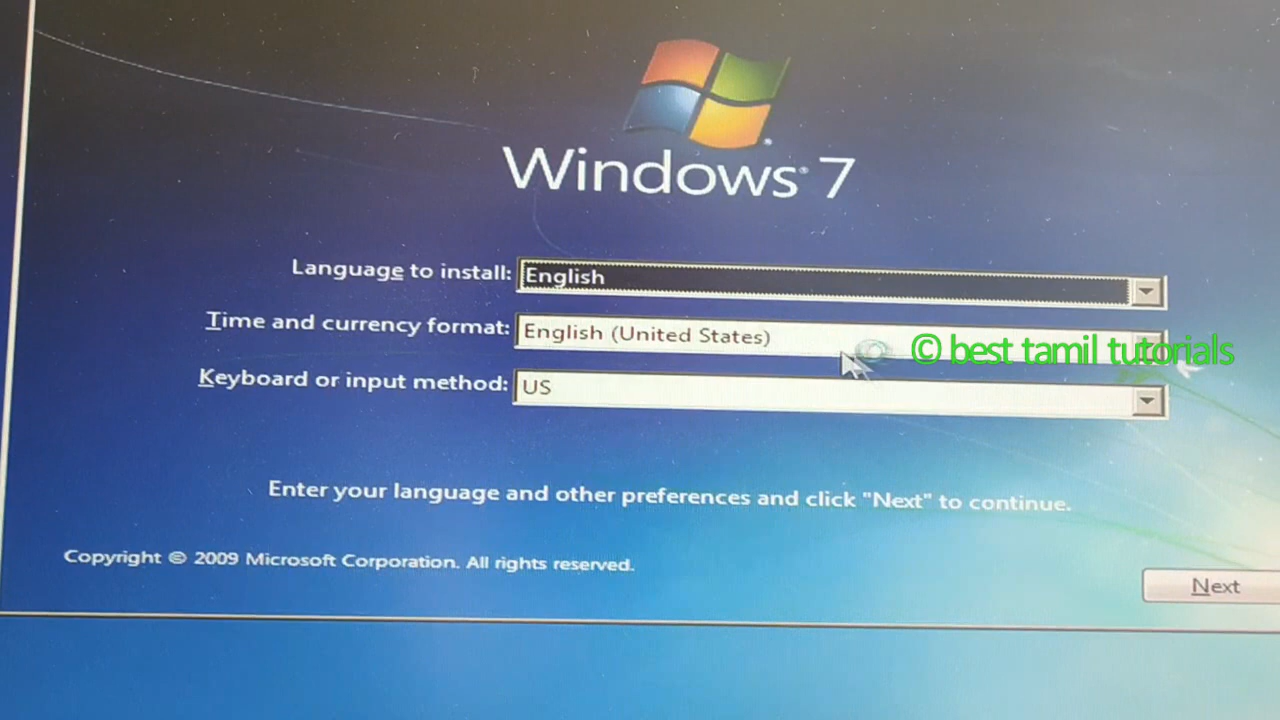 Windows® 7
Language to install: English
Time and currency format: English (United States)
© best tamil tutorials
Keyboard or input method: US
Enter your language and other preferences and click "Next" to continue.
Copyright © 2009 Microsoft Corporation. All rights reserved.
Next